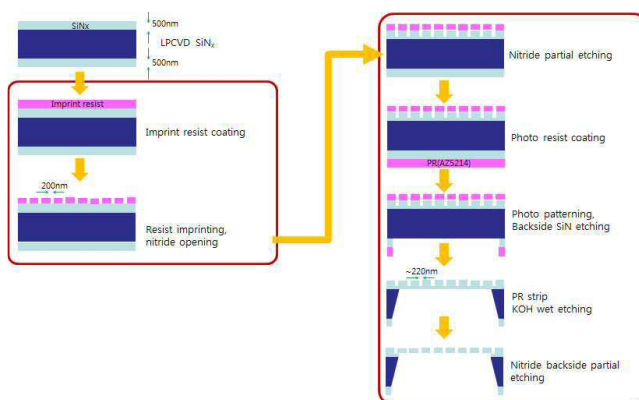 SiNx
500nm
LPCVD SiNx
500nm
Imprint resist
Imprint resist coating
200nm
Resist imprinting,
nitride opening
Nitride partial etching
Photo resist coating
PR(AZ5214)
Photo patterning,
Backside SiN etching
~220nm
PR strip
KOH wet etching
Nitride backside partial
etching